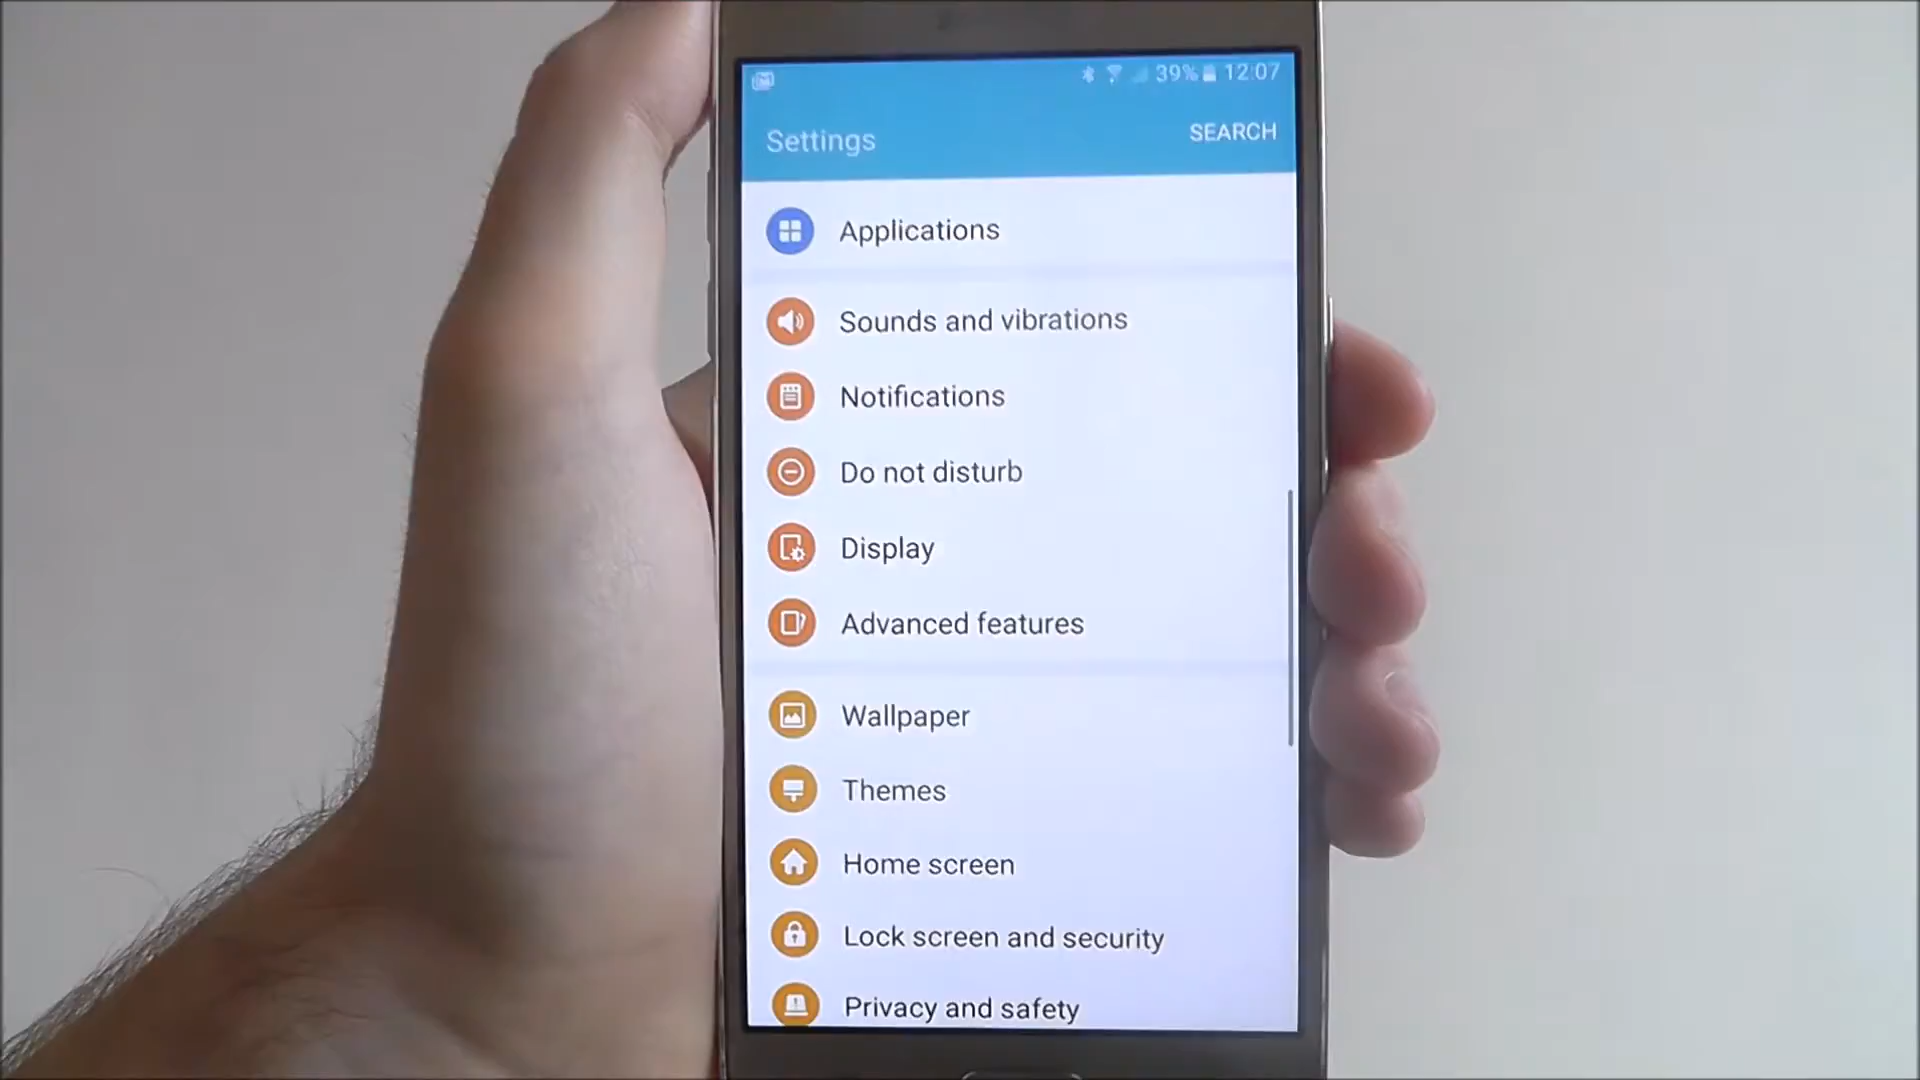 39% 12:07
Settings
SEARCH
Applications
Sounds and vibrations
Notifications
Do not disturb
Display
Advanced features
Wallpaper
Themes
Home screen
Lock screen and security
Privacy and safety